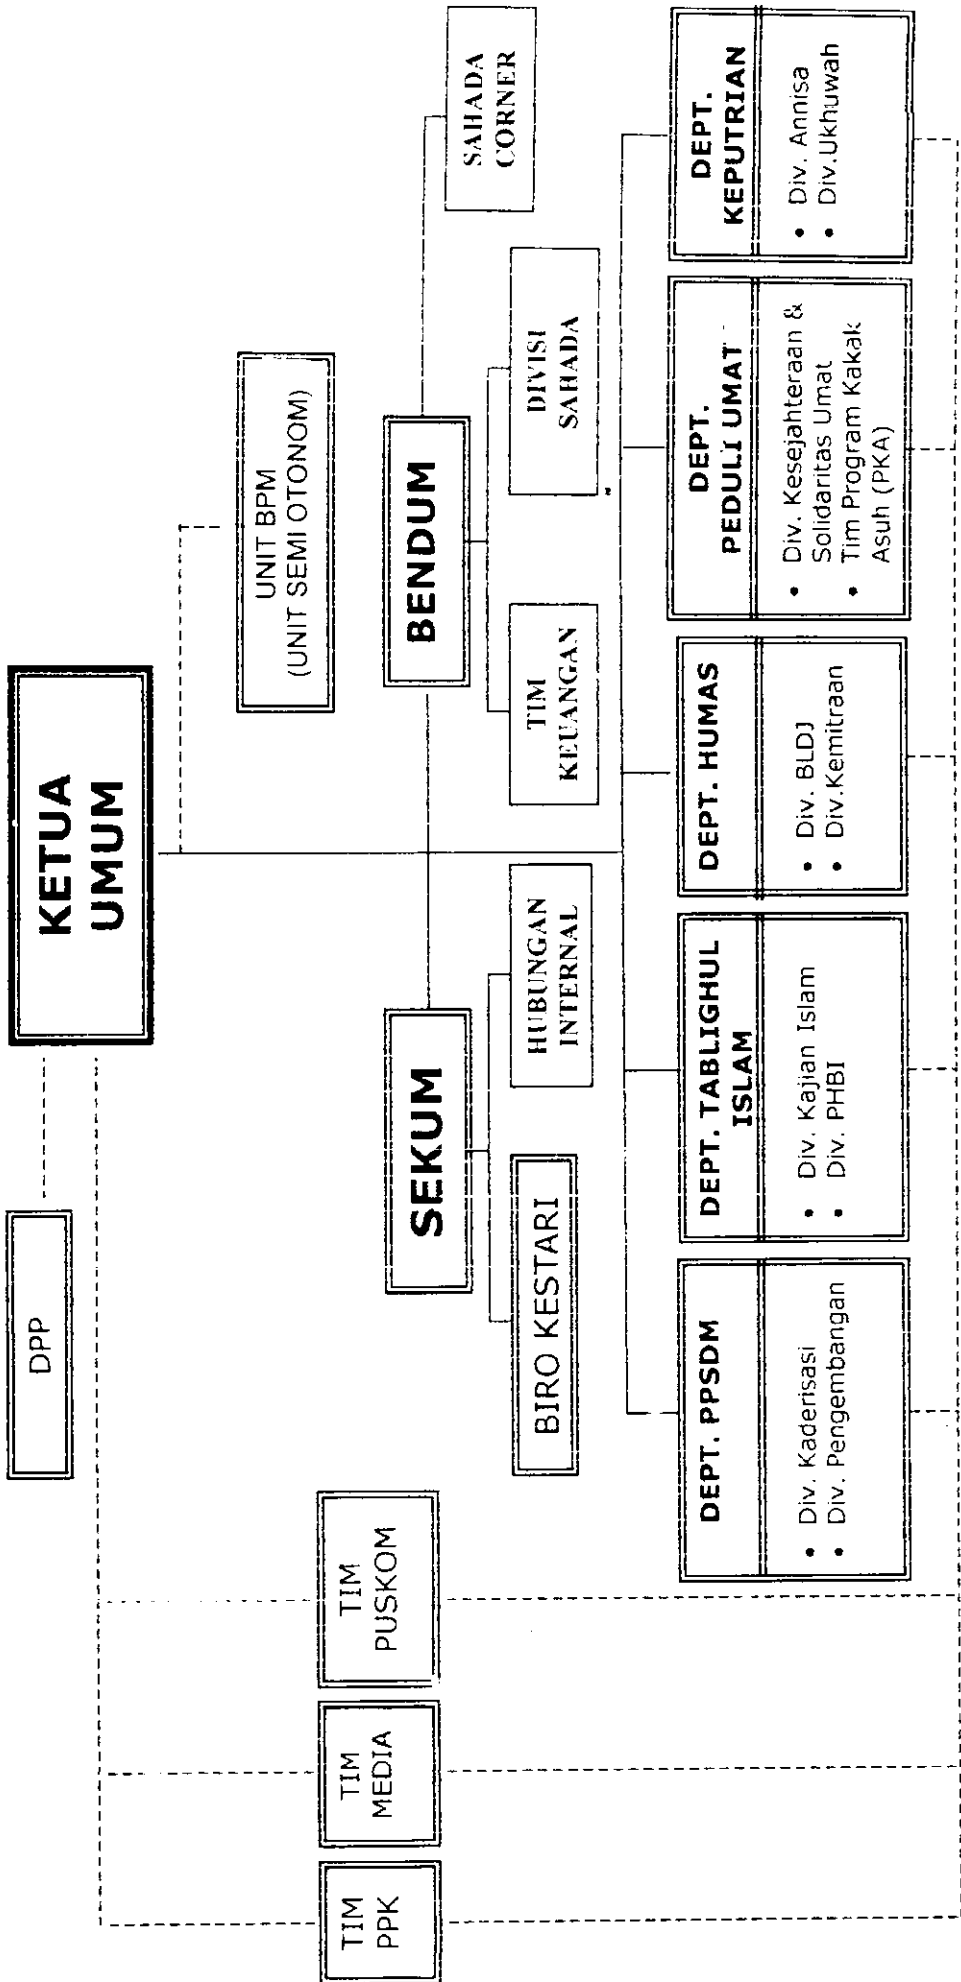 KETUA
UMUM
DPP
UNIT BPM
(UNIT SEMI OTONOM)
TIM
PPK
TIM
MEDIA
TIM
PUSKOM
SEKUM
BENDUM
SAHADA
CORNER
BIRO KESTARI
HUBUNGAN
INTERNAL
TIM
KEUANGAN
DIVISI
SAHADA
DEPT. PPSDM
• Div. Kaderisasi
• Div. Pengembangan
DEPT. TABLIGHUL
ISLAM
• Div. Kajian Islam
• Div. PHBI
DEPT. HUMAS
• Div. BLDJ
• Div.Kemitraan
DEPT.
PEDULI UMAT
• Div. Kesejahteraan &
Solidaritas Umat
• Tim Program Kakak
Asuh (PKA)
DEPT.
KEPUTRIAN
• Div. Annisa
• Div.Ukhuwah